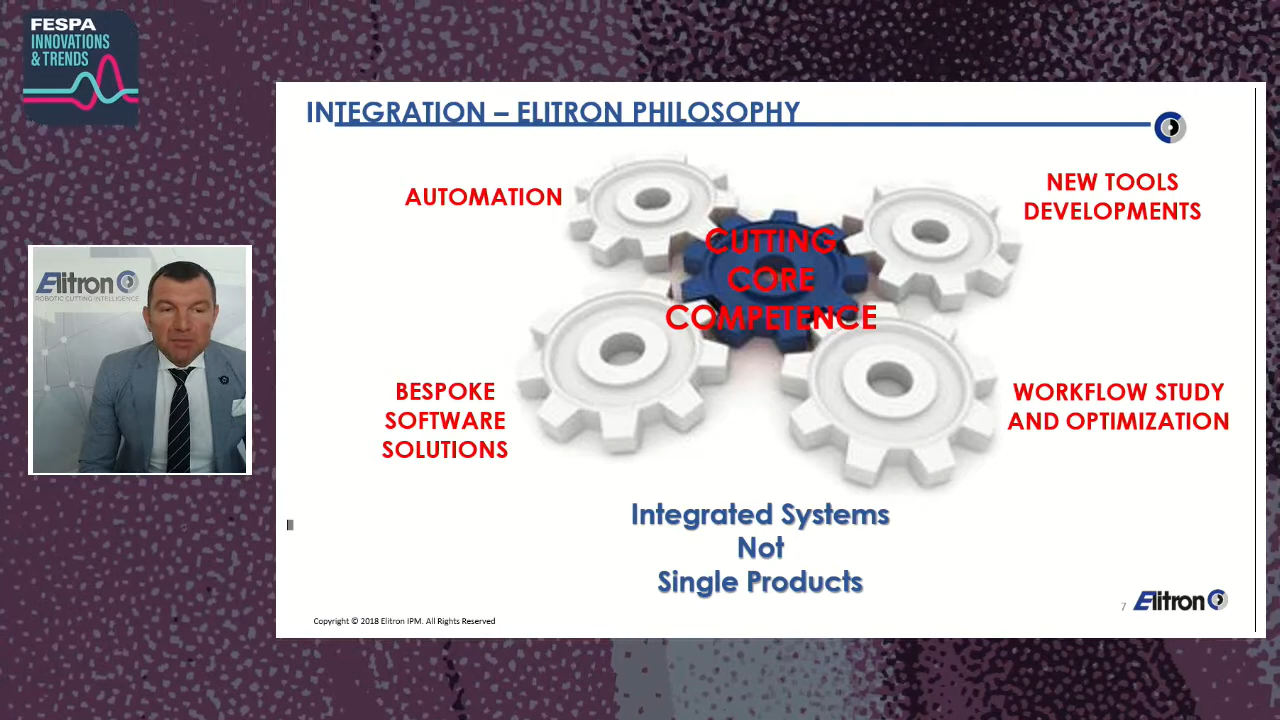 FESPA
INNOVATIONS
& TRENDS
INTEGRATION – ELITRON PHILOSOPHY
AUTOMATION
NEW TOOLS
DEVELOPMENTS
CUTTING
CORE
COMPETENCE
Elitron
ROBOTIC CUTTING INTELLIGENCE
BESPOKE
SOFTWARE
SOLUTIONS
WORKFLOW STUDY
AND OPTIMIZATION
Integrated Systems
Not
Single Products
7
Elitron
Copyright © 2018 Elitron IPM. All Rights Reserved